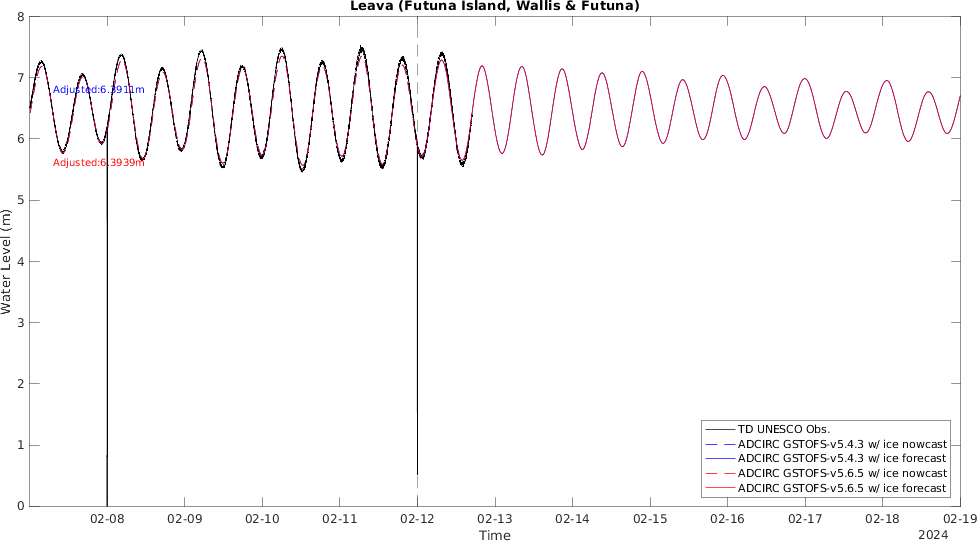 Leava (Futuna Island, Wallis & Futuna)
8
7
6
5
4
3
2
1
0
Water Level (m)
Adjusted:6.3911m
Adjusted:6.3939m
TD UNESCO Obs.
ADCIRC GSTOFS-v5.4.3 w/ ice nowcast
ADCIRC GSTOFS-v5.4.3 w/ ice forecast
ADCIRC GSTOFS-v5.6.5 w/ ice nowcast
ADCIRC GSTOFS-v5.6.5 w/ ice forecast
02-08 02-09 02-10 02-11 02-12 02-13 02-14 02-15 02-16 02-17 02-18 02-19
Time
2024